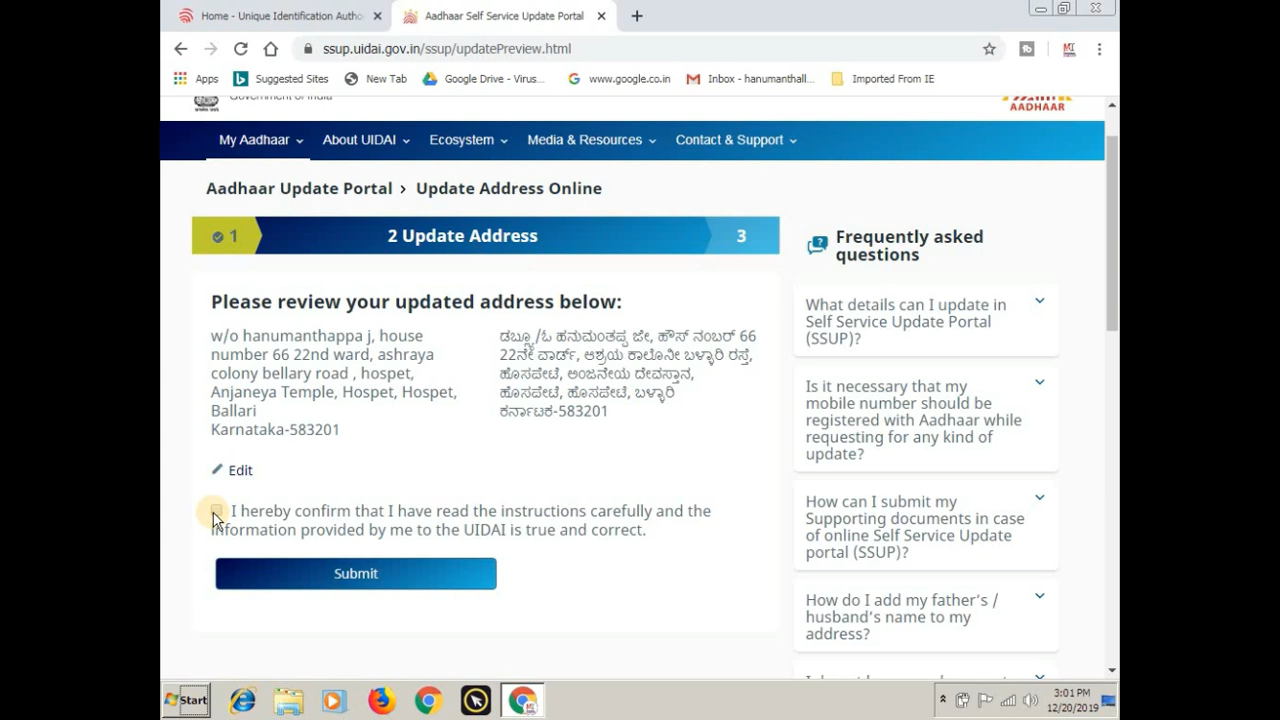 Home - Unique Identification Autho
Aadhaar Self Service Update Portal
ssup.uidai.gov.in/ssup/updatePreview.html
Apps
Suggested Sites
New Tab
Google Drive - Virus...
www.google.co.in
Inbox - hanumanthall...
Imported From IE
Government of India
AADHAAR
My Aadhaar
About UIDAI
Ecosystem
Media & Resources
Contact & Support
Aadhaar Update Portal > Update Address Online
1
2 Update Address
3
Please review your updated address below:
w/o hanumanthappa j, house
number 66 22nd ward, ashraya
colony bellary road , hospet,
Anjaneya Temple, Hospet, Hospet,
Ballari
Karnataka-583201
ಡಬ್ಲ್ಯೂ/ಓ ಹನುಮಂತಪ್ಪ ಜೇ, ಹೌಸ್ ನಂಬರ್ 66
22ನೇ ವಾರ್ಡ್, ಆಶ್ರಯ ಕಾಲೋನೀ ಬಳ್ಳಾರಿ ರಸ್ತೆ,
ಹೊಸಪೇಟೆ, ಅಂಜನೇಯ ದೇವಸ್ತಾನ,
ಹೊಸಪೇಟೆ, ಹೊಸಪೇಟೆ, ಬಳ್ಳಾರಿ
ಕರ್ನಾಟಕ-583201
Edit
I hereby confirm that I have read the instructions carefully and the
information provided by me to the UIDAI is true and correct.
Submit
Frequently asked
questions
What details can I update in
Self Service Update Portal
(SSUP)?
Is it necessary that my
mobile number should be
registered with Aadhaar while
requesting for any kind of
update?
How can I submit my
Supporting documents in case
of online Self Service Update
portal (SSUP)?
How do I add my father's /
husband's name to my
address?
Start
3:01 PM
12/20/2019